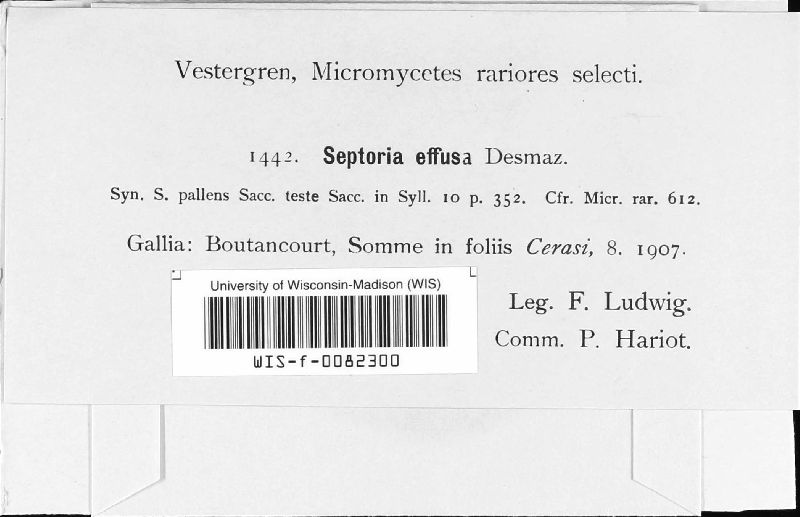 Vestergren, Micromycetes rariores selecti.
1442. Septoria effusa Desmaz.
Syn. S. pallens Sacc. teste Sacc. in Syll. 10 p. 352. Cfr. Micr. rar. 612.
Gallia: Boutancourt, Somme in foliis Cerasi, 8. 1907.
Leg. F. Ludwig.
Comm. P. Hariot.
University of Wisconsin-Madison (WIS)
WIS-f-0082300